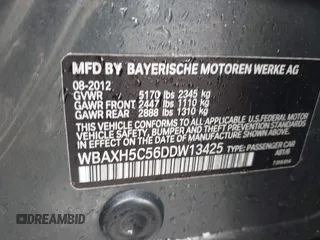 MFD BY BAYERISCHE MOTOREN WERKE AG
08-2012
GVWR 5170 lbs 2345 kg
GAWR FRONT 2447 lbs 1110 kg
GAWR REAR 2888 lbs 1310 kg
THIS VEHICLE CONFORMS TO ALL APPLICABLE U.S. FEDERAL MOTOR
VEHICLE SAFETY, BUMPER, AND THEFT PREVENTION STANDARDS
IN EFFECT ON THE DATE OF MANUFACTURE SHOWN ABOVE.
WBAXH5C56DDW13425 TYPE: PASSENGER CAR
DREAMBID